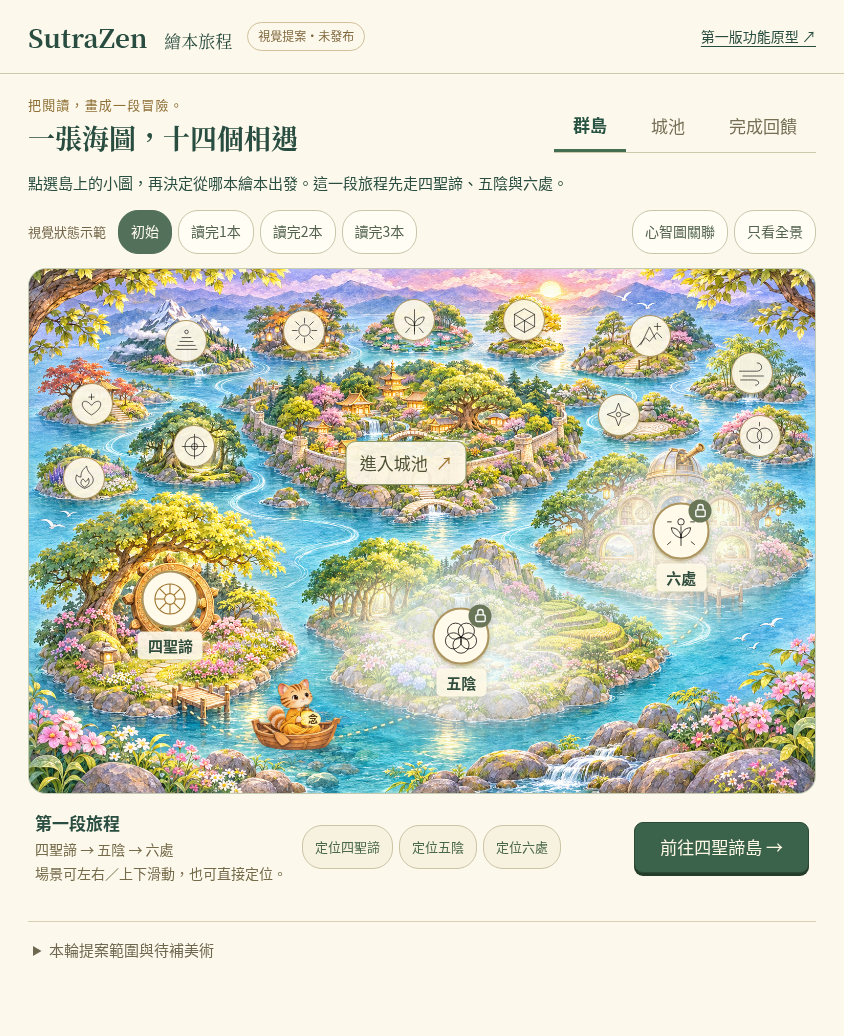 SutraZen 繪本旅程 視覺提案・未發布 第一版功能原型 ↗
把閱讀，畫成一段冒險。
一張海圖，十四個相遇
群島 城池 完成回饋
點選島上的小圖，再決定從哪本繪本出發。這一段旅程先走四聖諦、五陰與六處。
視覺狀態示範 初始 讀完1本 讀完2本 讀完3本 心智圖關聯 只看全景
進入城池 ↗
六處
四聖諦
五陰
念
第一段旅程
四聖諦 → 五陰 → 六處
場景可左右／上下滑動，也可直接定位。
定位四聖諦 定位五陰 定位六處
前往四聖諦島 →
▶ 本輪提案範圍與待補美術